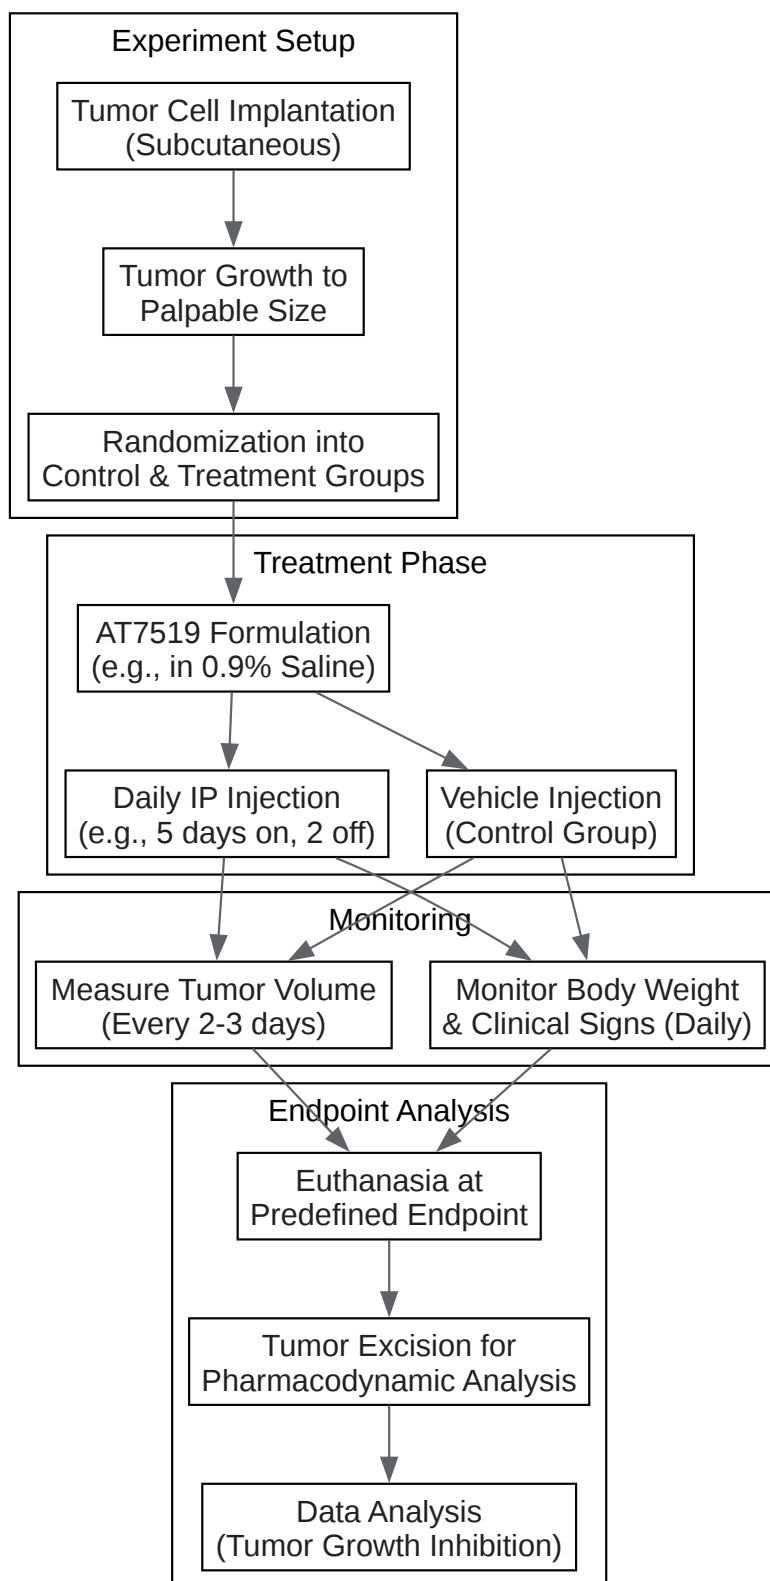 Experiment Setup
Tumor Cell Implantation
(Subcutaneous)
Tumor Growth to
Palpable Size
Randomization into
Control & Treatment Groups
Treatment Phase
AT7519 Formulation
(e.g., in 0.9% Saline)
Daily IP Injection
(e.g., 5 days on, 2 off)
Vehicle Injection
(Control Group)
Monitoring
Measure Tumor Volume
(Every 2-3 days)
Monitor Body Weight
& Clinical Signs (Daily)
Endpoint Analysis
Euthanasia at
Predefined Endpoint
Tumor Excision for
Pharmacodynamic Analysis
Data Analysis
(Tumor Growth Inhibition)